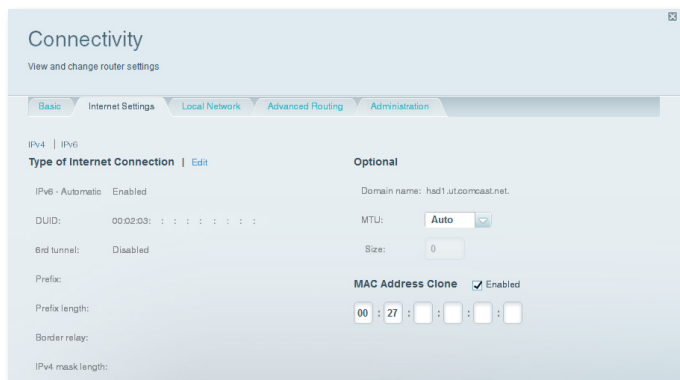 Connectivity
View and change router settings
Basic Internet Settings Local Network Advanced Routing Administration
IPv4 | IPv6
Type of Internet Connection | Edit
IPv6 - Automatic Enabled
DUID: 00:02:03: : : : : : : :
6rd tunnel: Disabled
Prefix:
Prefix length:
Border relay:
IPv4 mask length:
Optional
Domain name: hsd1.ut.comcast.net.
MTU: Auto
Size: 0
MAC Address Clone Enabled
00 : 27 : : : :